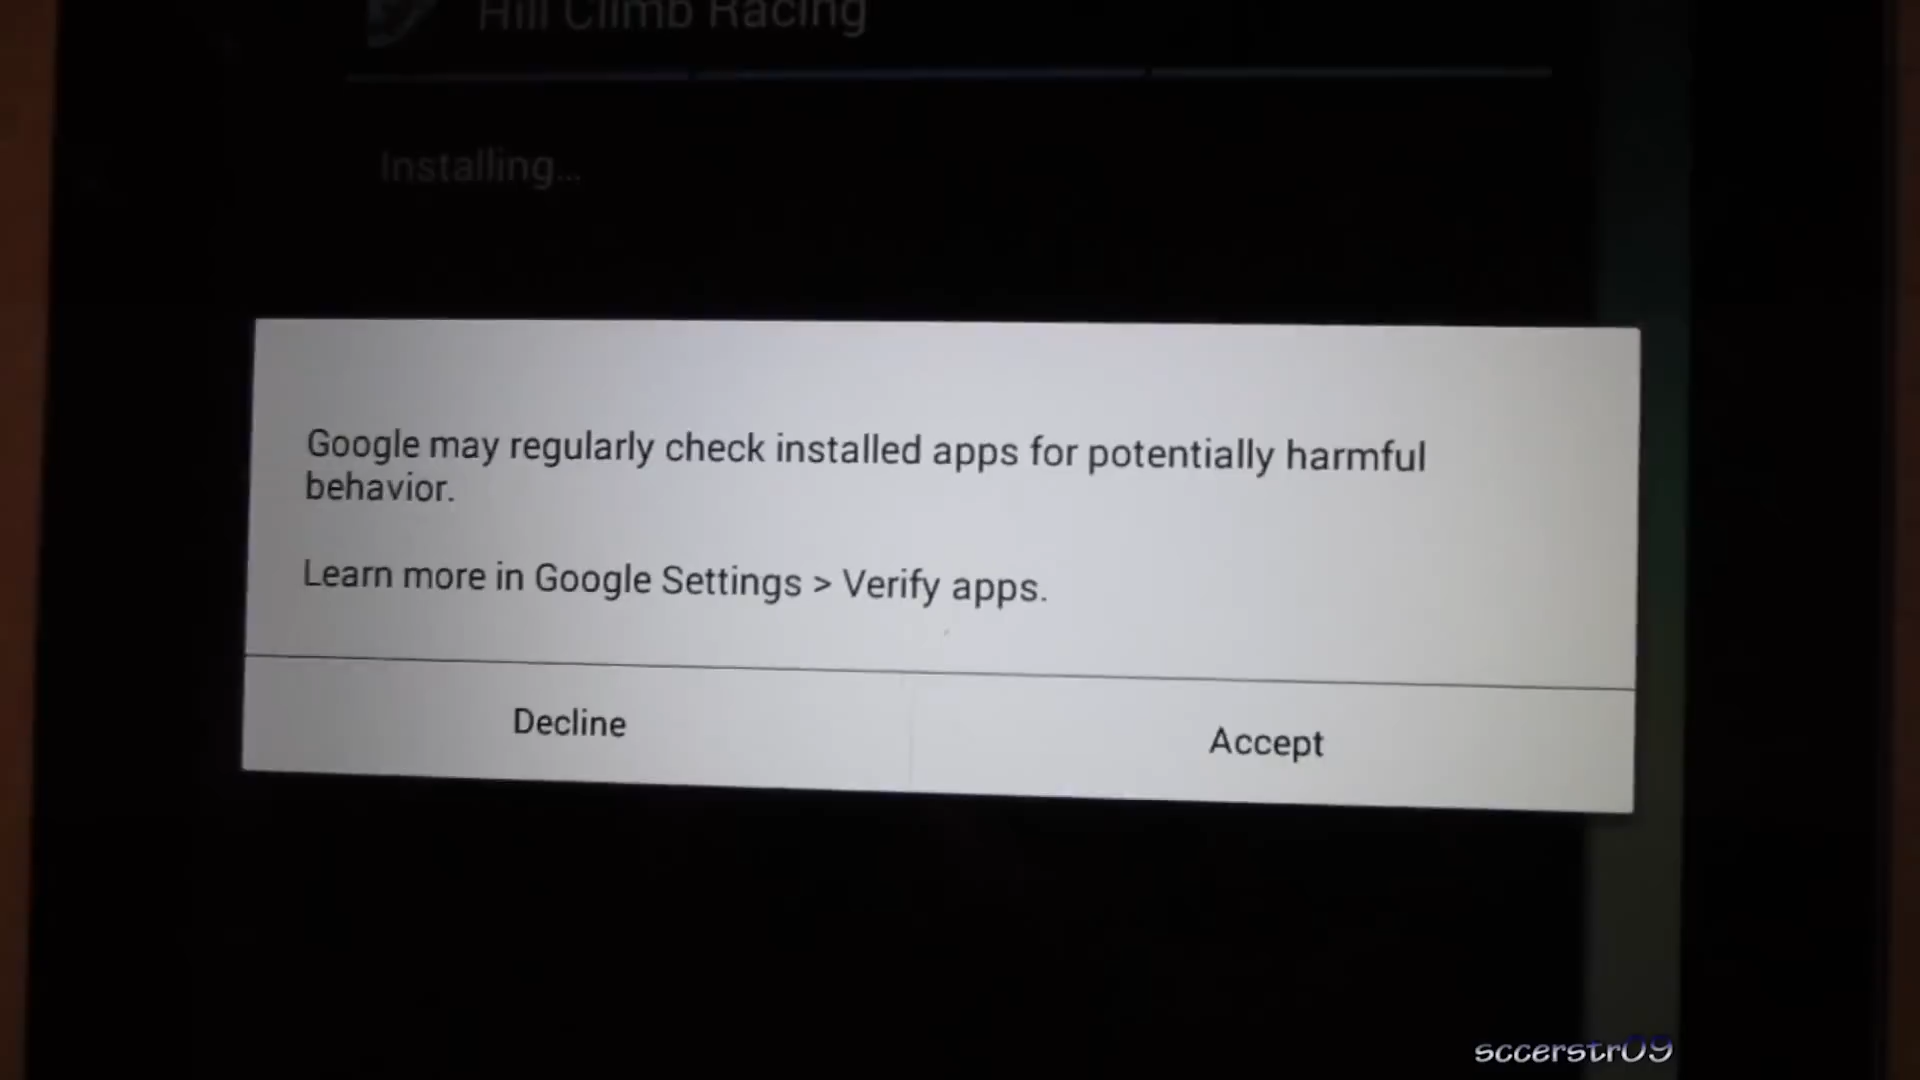 Hill Climb Racing
Installing...
Google may regularly check installed apps for potentially harmful
behavior.
Learn more in Google Settings > Verify apps.
Decline
Accept
sccerstr09